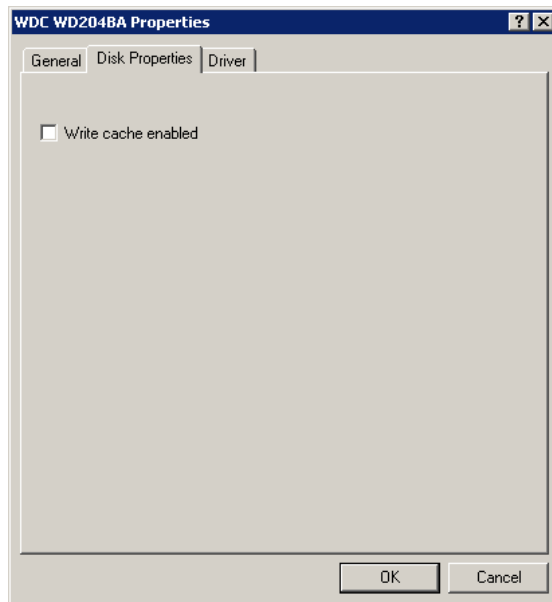 WDC WD204BA Properties
General Disk Properties Driver
Write cache enabled
OK Cancel